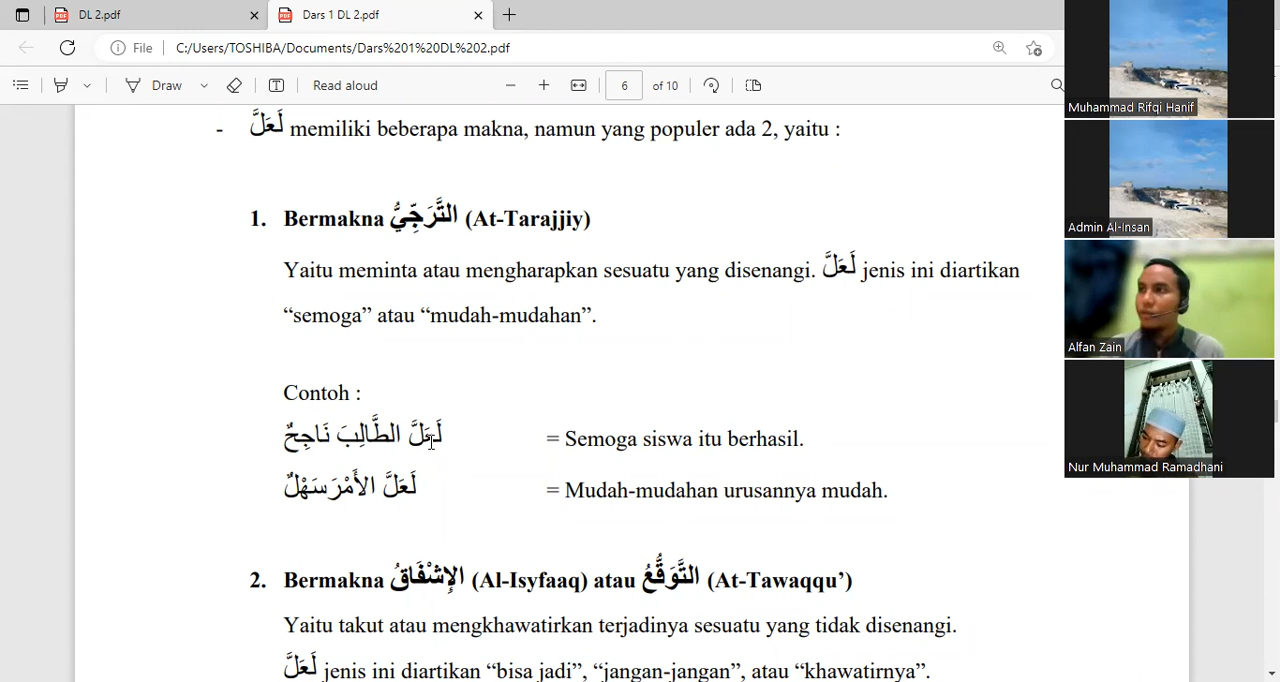 DL 2.pdf
Dars 1 DL 2.pdf
File
C:/Users/TOSHIBA/Documents/Dars%201%20DL%202.pdf
Draw
Read aloud
6
of 10
- لَعَلَّ memiliki beberapa makna, namun yang populer ada 2, yaitu :
1. Bermakna التَّرَجِّيُّ (At-Tarajjiy)
Yaitu meminta atau mengharapkan sesuatu yang disenangi. لَعَلَّ jenis ini diartikan
“semoga” atau “mudah-mudahan”.
Contoh :
لَعَلَّ الطَّالِبَ نَاجِحٌ = Semoga siswa itu berhasil.
لَعَلَّ الأَمْرَ سَهْلٌ = Mudah-mudahan urusannya mudah.
2. Bermakna الإِشْفَاقُ (Al-Isyfaaq) atau التَّوَقُّعُ (At-Tawaqqu’)
Yaitu takut atau mengkhawatirkan terjadinya sesuatu yang tidak disenangi.
لَعَلَّ jenis ini diartikan “bisa jadi”, “jangan-jangan”, atau “khawatirnya”.
Muhammad Rifqi Hanif
Admin Al-Insan
Alfan Zain
Nur Muhammad Ramadhani